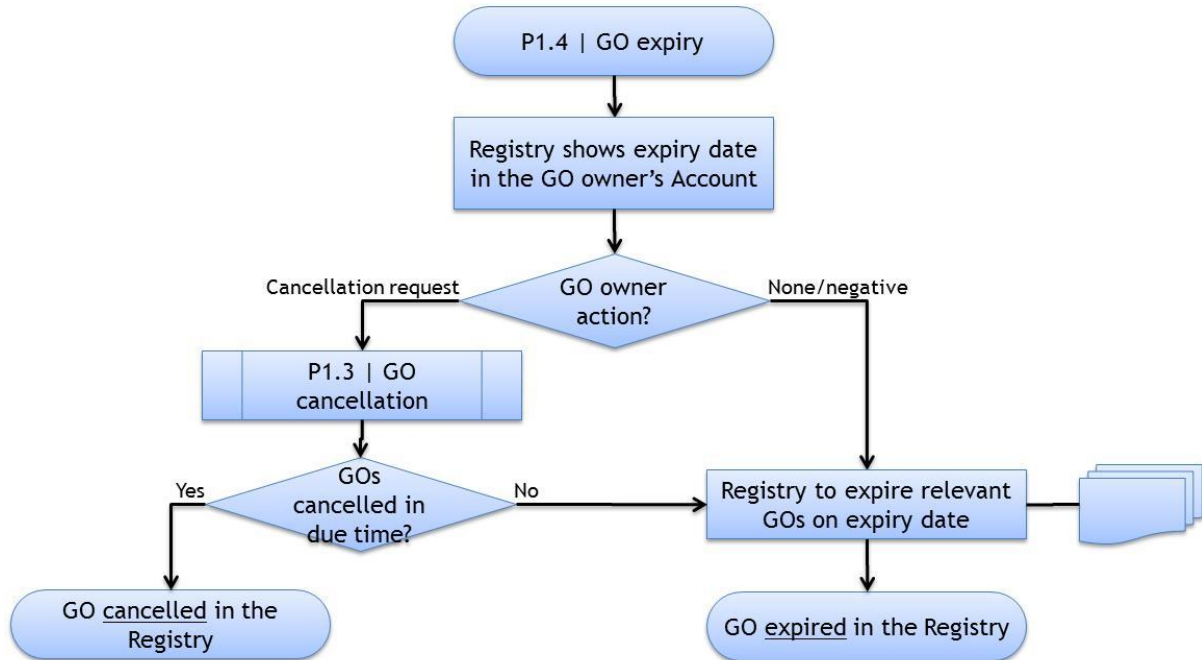 P1.4 | GO expiry
Registry shows expiry date
in the GO owner’s Account
Cancellation request
GO owner
action?
None/negative
P1.3 | GO
cancellation
Yes
GOs
cancelled in
due time?
No
Registry to expire relevant
GOs on expiry date
GO cancelled in the
Registry
GO expired in the Registry